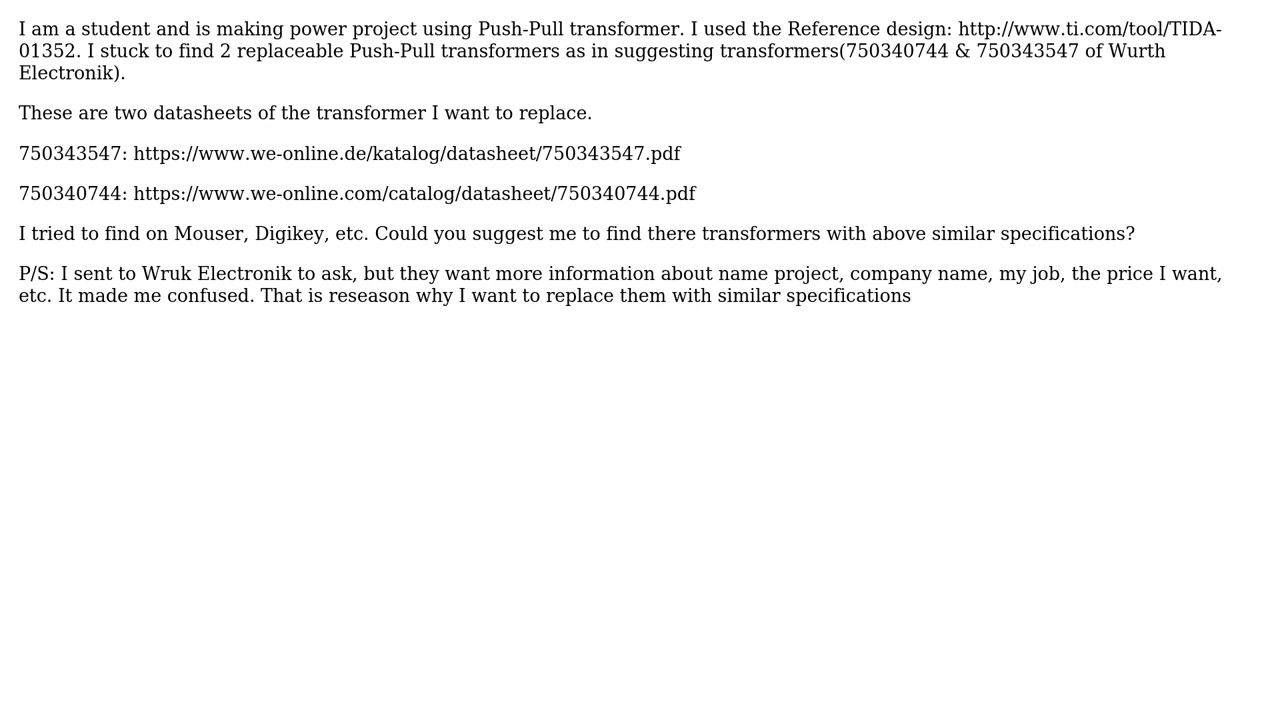 I am a student and is making power project using Push-Pull transformer. I used the Reference design: http://www.ti.com/tool/TIDA-
01352. I stuck to find 2 replaceable Push-Pull transformers as in suggesting transformers(750340744 & 750343547 of Wurth
Electronik).
These are two datasheets of the transformer I want to replace.
750343547: https://www.we-online.de/katalog/datasheet/750343547.pdf
750340744: https://www.we-online.com/catalog/datasheet/750340744.pdf
I tried to find on Mouser, Digikey, etc. Could you suggest me to find there transformers with above similar specifications?
P/S: I sent to Wruk Electronik to ask, but they want more information about name project, company name, my job, the price I want,
etc. It made me confused. That is reseason why I want to replace them with similar specifications